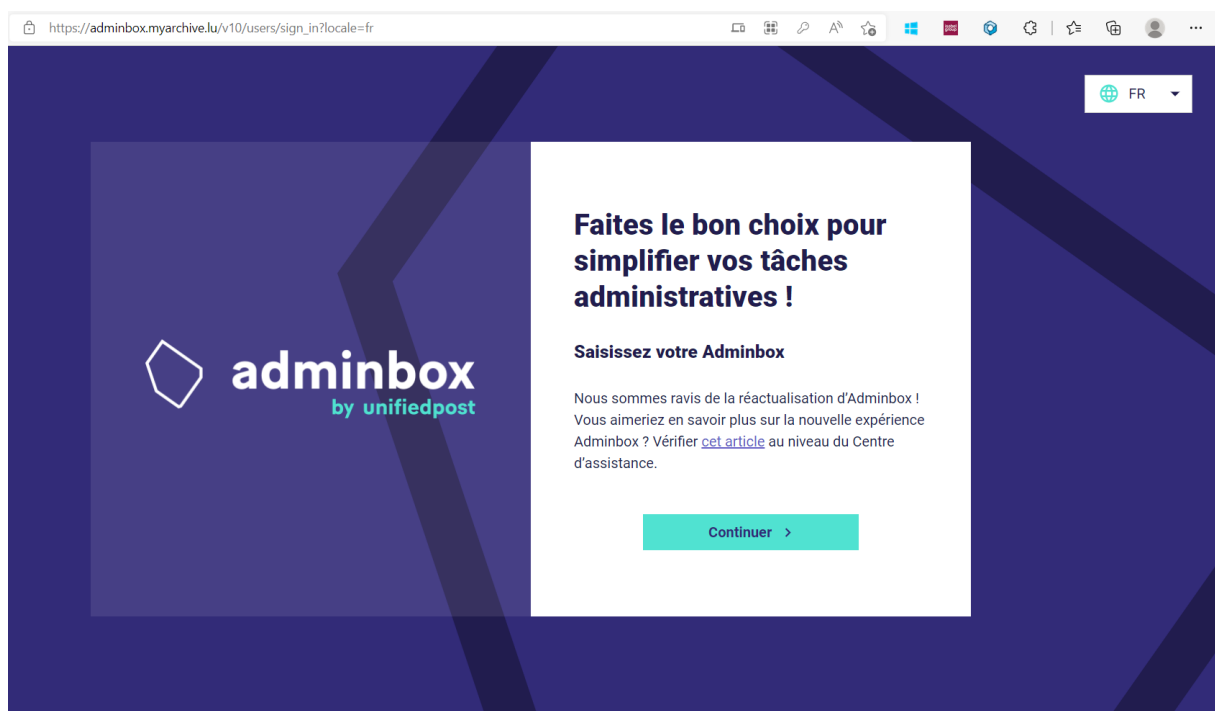 https://adminbox.myarchive.lu/v10/users/sign_in?locale=fr
FR
Faites le bon choix pour
simplifier vos tâches
administratives !
Saisissez votre Adminbox
adminbox
by unifiedpost
Nous sommes ravis de la réactualisation d'Adminbox !
Vous aimeriez en savoir plus sur la nouvelle expérience
Adminbox ? Vérifier cet article au niveau du Centre
d'assistance.
Continuer